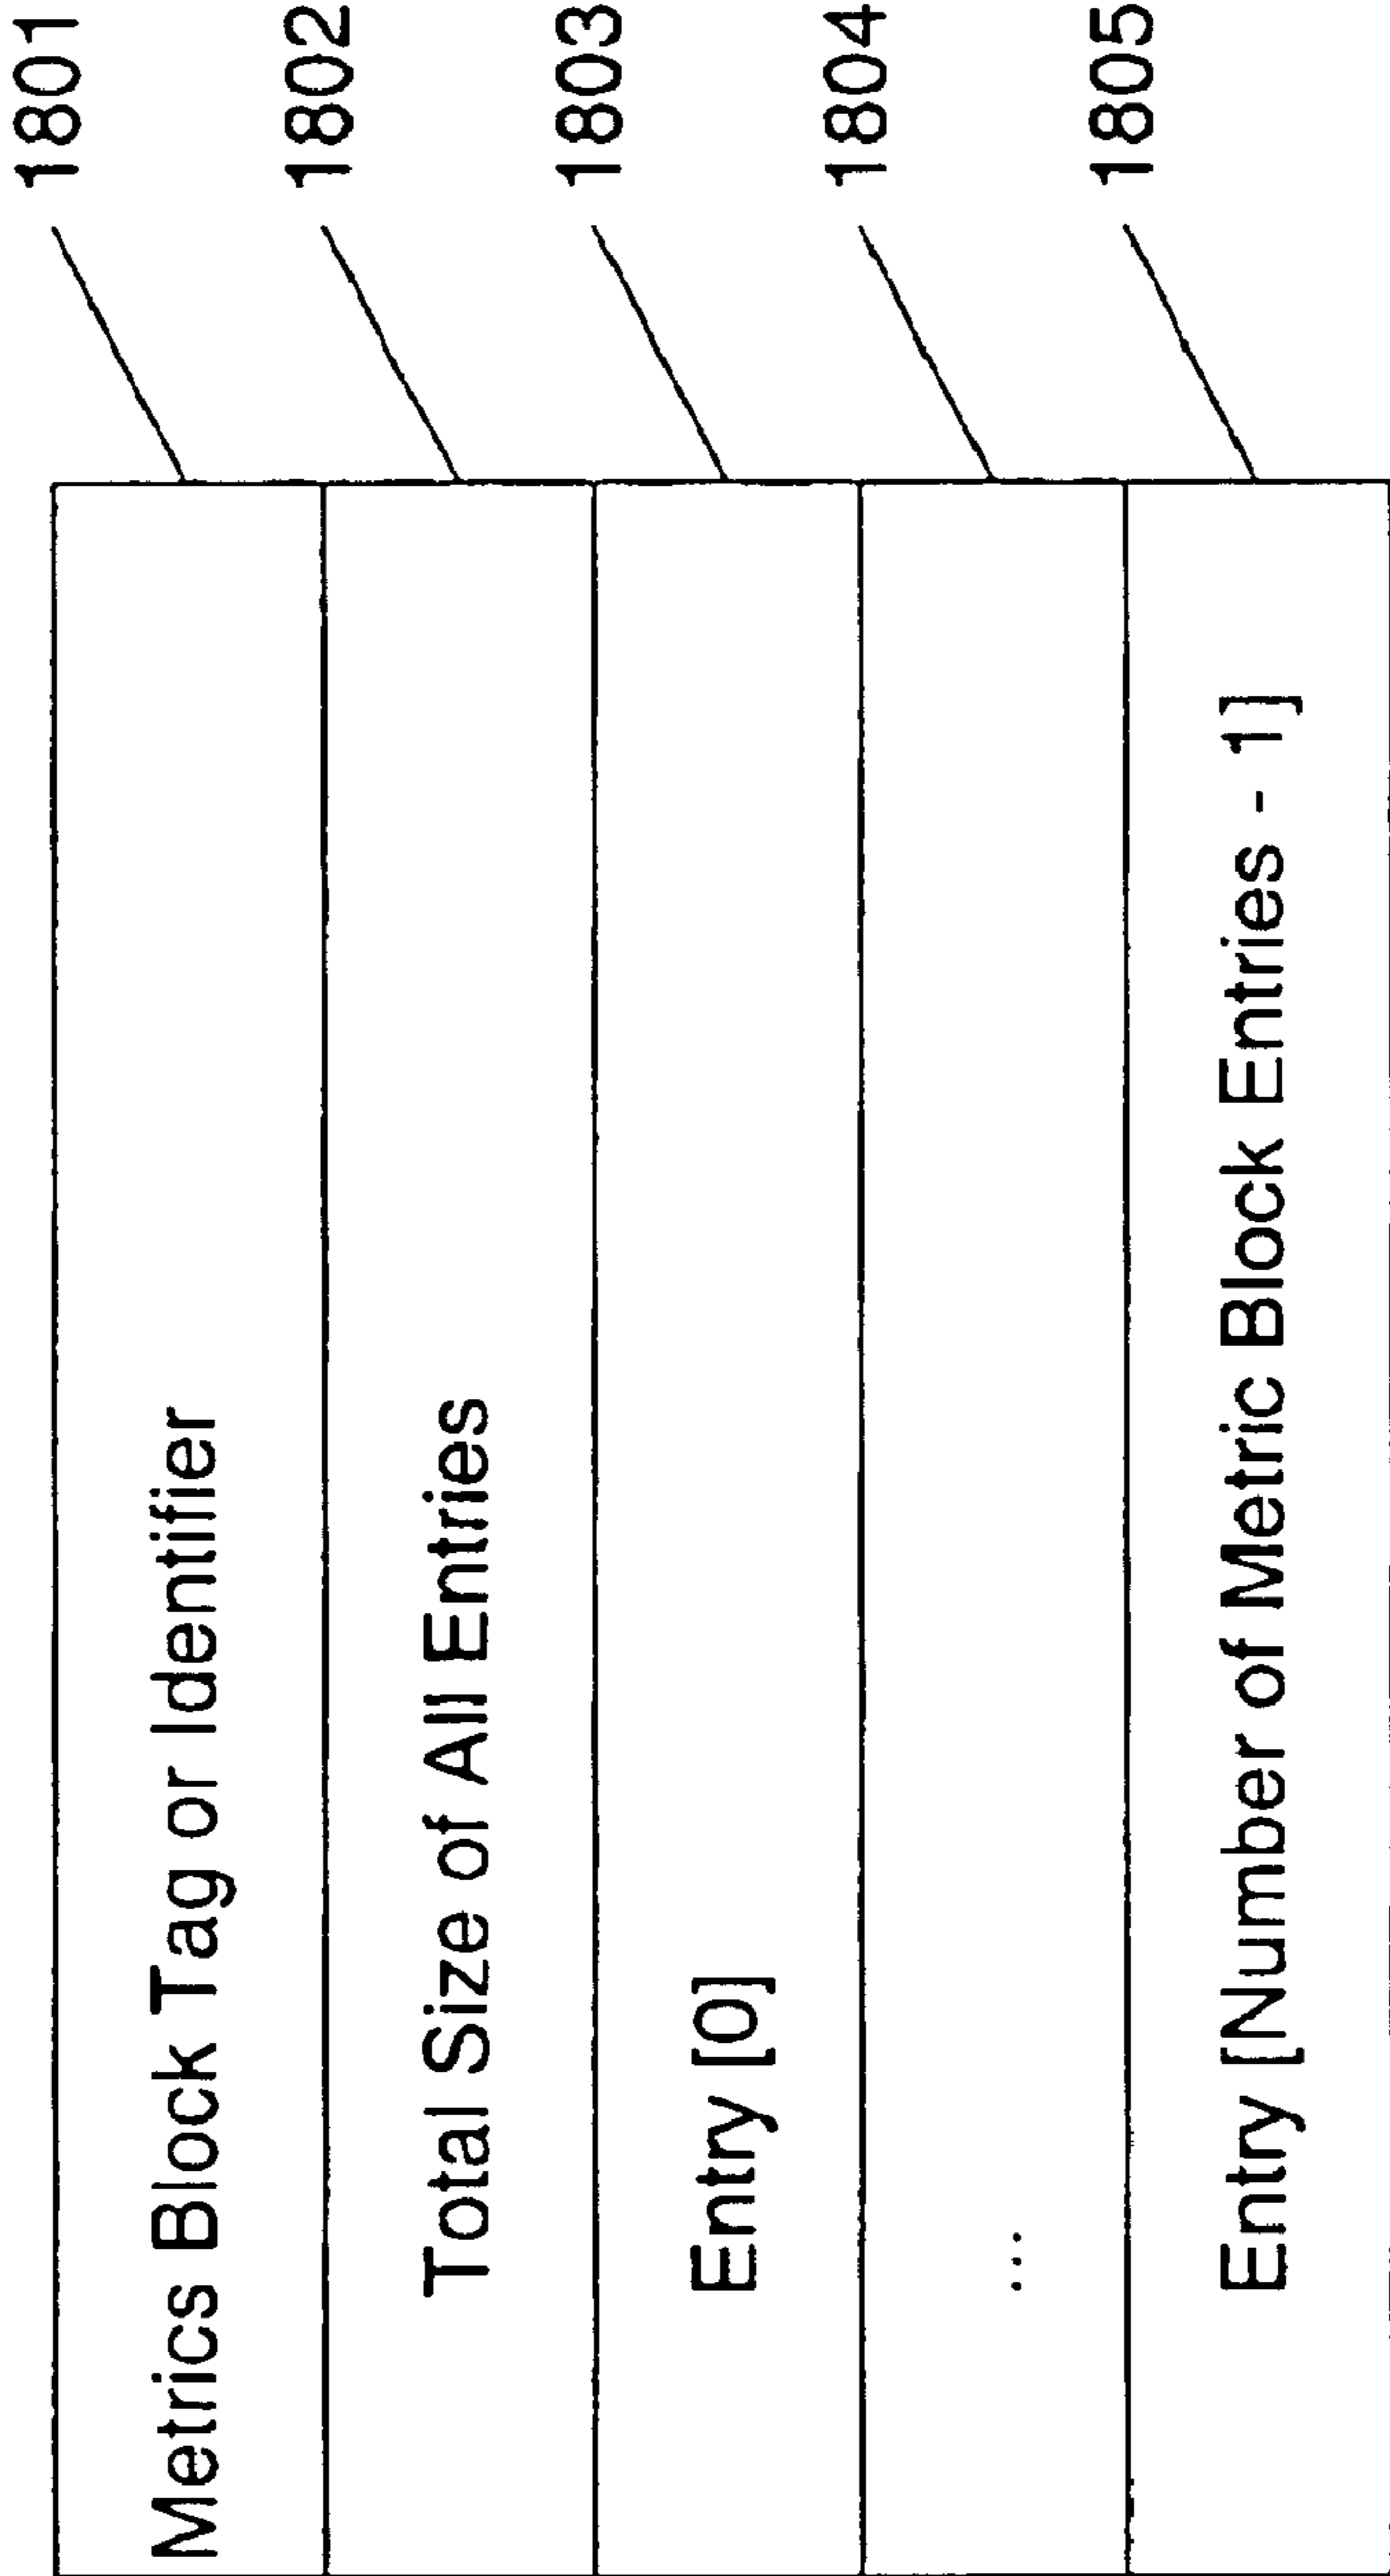 Metrics Block Tag or Identifier 1801
Total Size of All Entries 1802
Entry [0] 1803
... 1804
Entry [Number of Metric Block Entries - 1] 1805